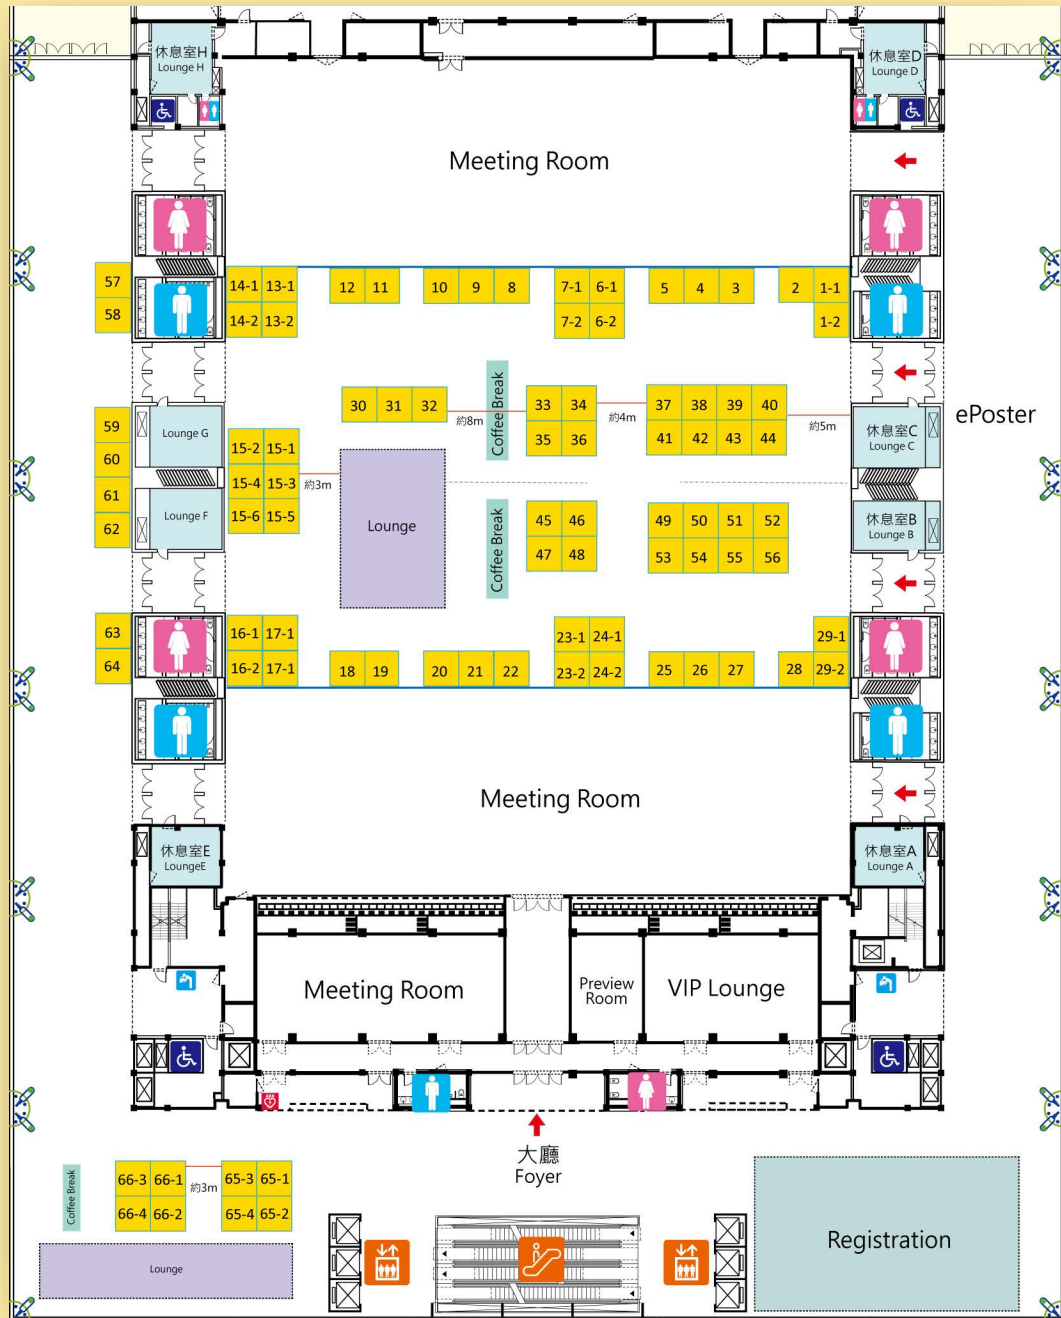 休息室H
Lounge H
休息室D
Lounge D
Meeting Room
57
58
14-1 13-1
14-2 13-2
12 11
10 9 8
7-1 6-1
7-2 6-2
5 4 3
2 1-1
1-2
30 31 32
約8m
Coffee Break
33 34
35 36
約4m
37 38 39 40
41 42 43 44
約5m
ePoster
59
60
61
62
Lounge G
Lounge F
15-2 15-1
15-4 15-3
15-6 15-5
約3m
Lounge
休息室C
Lounge C
休息室B
Lounge B
Coffee Break
45 46
47 48
49 50 51 52
53 54 55 56
63
64
16-1 17-1
16-2 17-1
18 19
20 21 22
23-1 24-1
23-2 24-2
25 26 27
28
29-1
29-2
Meeting Room
休息室E
LoungeE
休息室A
Lounge A
Meeting Room
Preview
Room
VIP Lounge
AED
大廳
Foyer
Coffee Break
66-3 66-1
66-4 66-2
約3m
65-3 65-1
65-4 65-2
Lounge
Registration